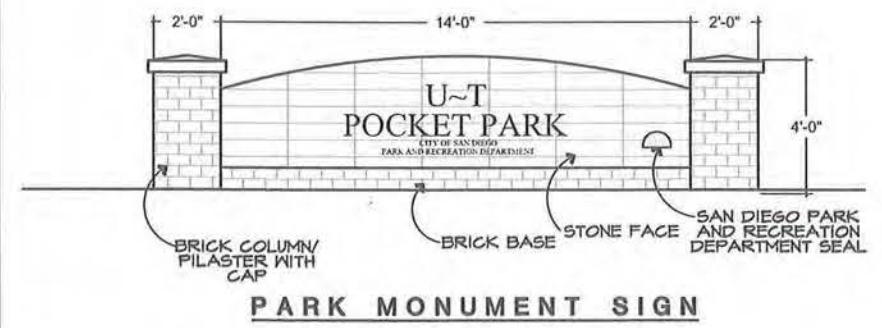 2'-0" 14'-0" 2'-0"
U~T
POCKET PARK
CITY OF SAN DIEGO
PARK AND RECREATION DEPARTMENT
4'-0"
BRICK COLUMN/
PILASTER WITH
CAP
BRICK BASE
STONE FACE
SAN DIEGO PARK
AND RECREATION
DEPARTMENT SEAL
PARK MONUMENT SIGN